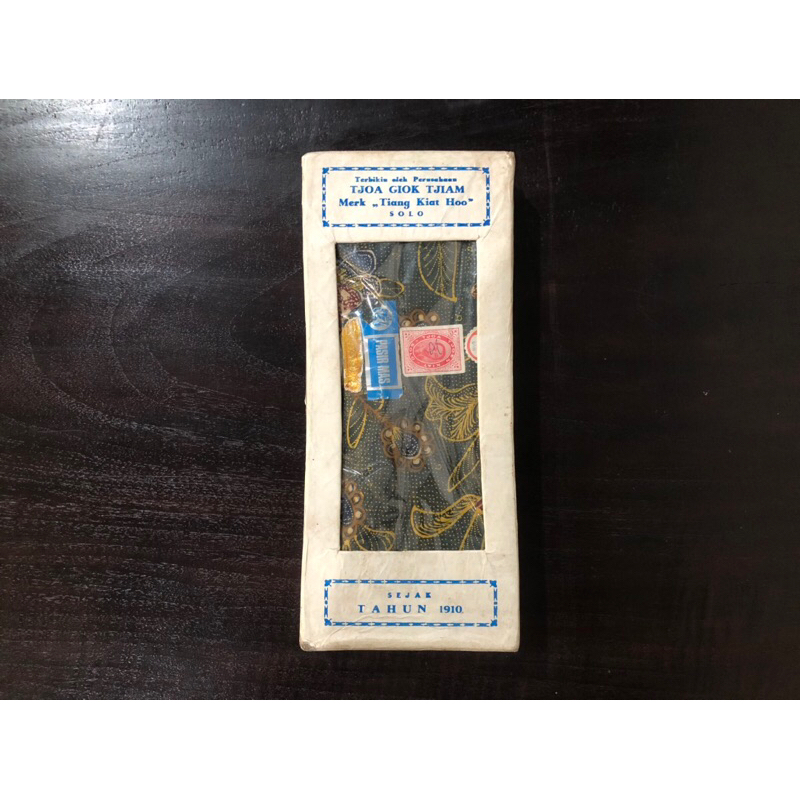 Terbikin oleh Perusahaan
TJOA GIOK TJIAM
Merk „Tiang Kiat Hoo”
SOLO
PASIR MAS
SEJAK
TAHUN 1910.